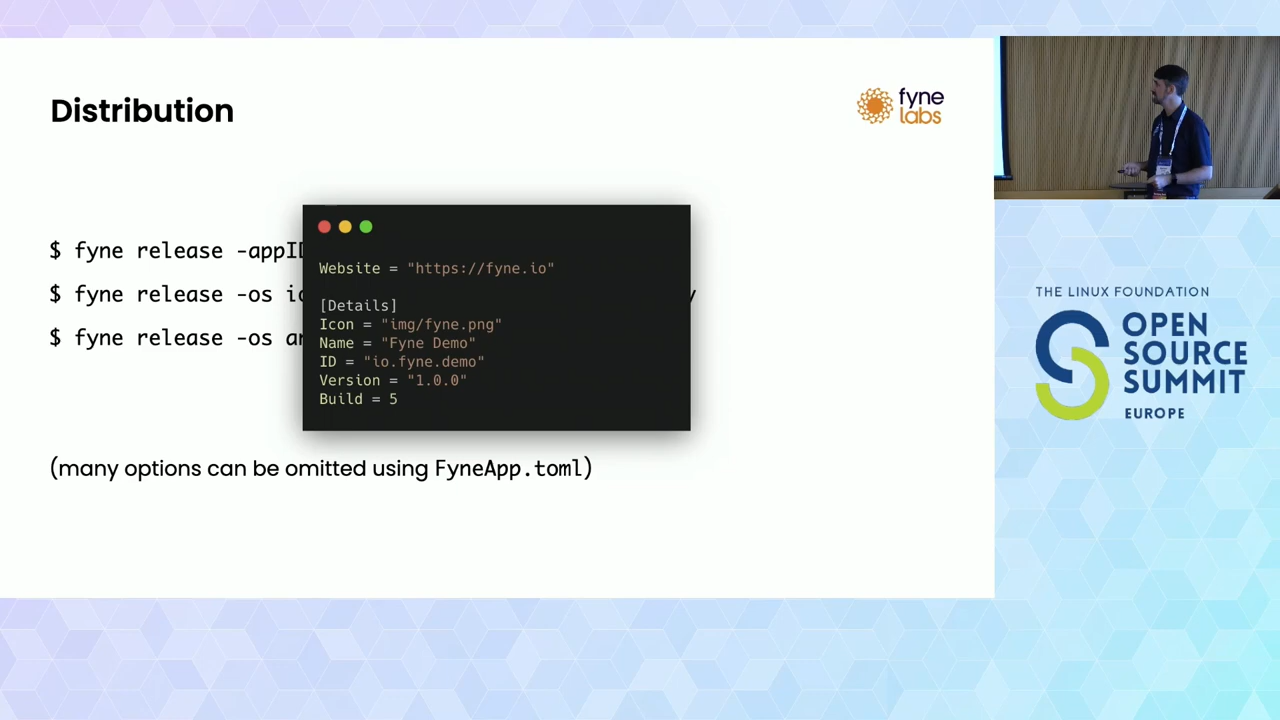 Distribution
fyne
labs
$ fyne release -appID
$ fyne release -os
$ fyne release -os
Website = "https://fyne.io"
[Details]
Icon = "img/fyne.png"
Name = "Fyne Demo"
ID = "io.fyne.demo"
Version = "1.0.0"
Build = 5
(many options can be omitted using FyneApp.toml)
THE LINUX FOUNDATION
OPEN
SOURCE
SUMMIT
EUROPE